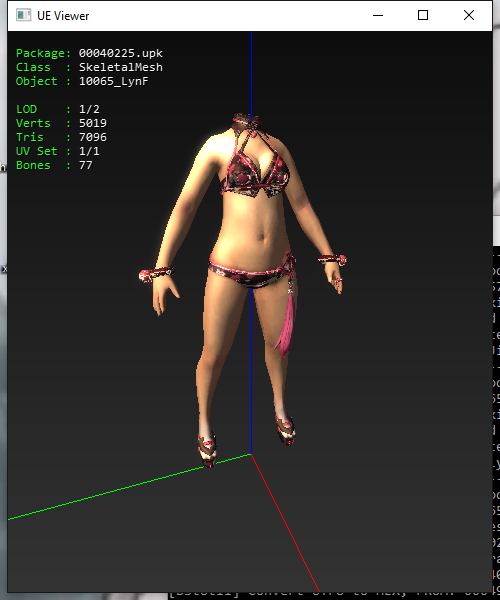 UE Viewer
Package: 00040225.upk
Class : SkeletalMesh
Object : 10065_LynF
LOD : 1/2
Verts : 5019
Tris : 7096
UV Set : 1/1
Bones : 77